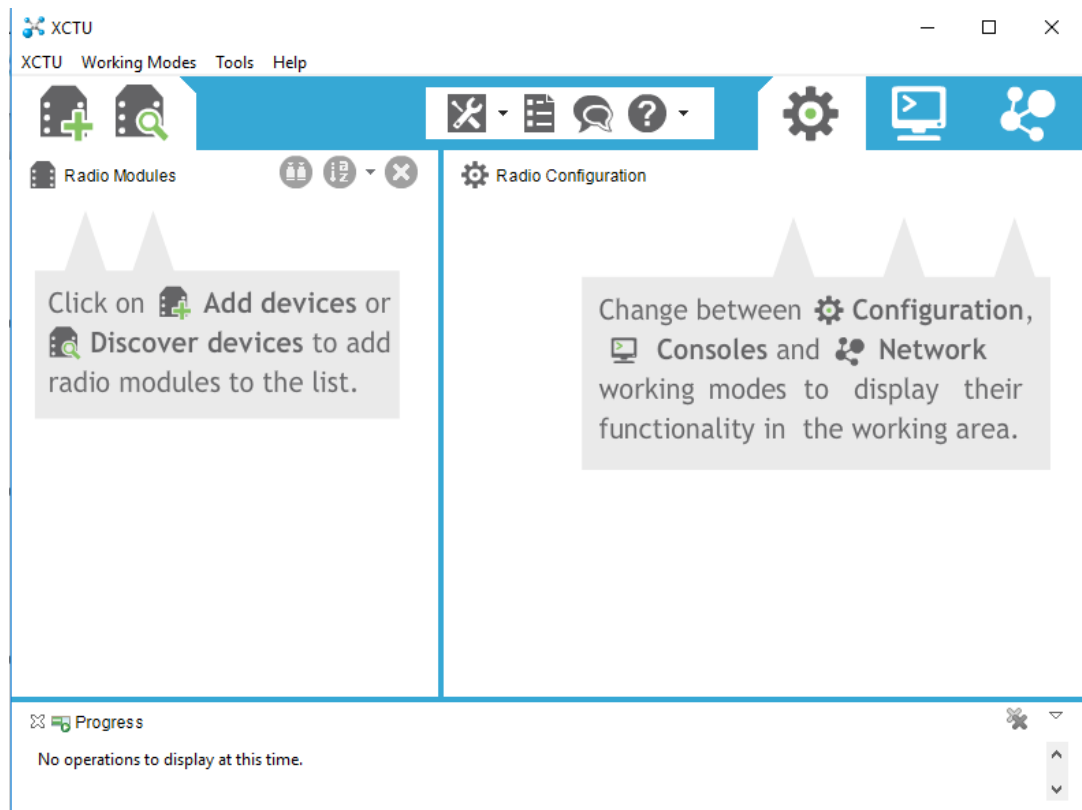 XCTU
XCTU Working Modes Tools Help
Radio Modules
Radio Configuration
Click on Add devices or
Discover devices to add
radio modules to the list.
Change between Configuration,
Consoles and Network
working modes to display their
functionality in the working area.
Progress
No operations to display at this time.